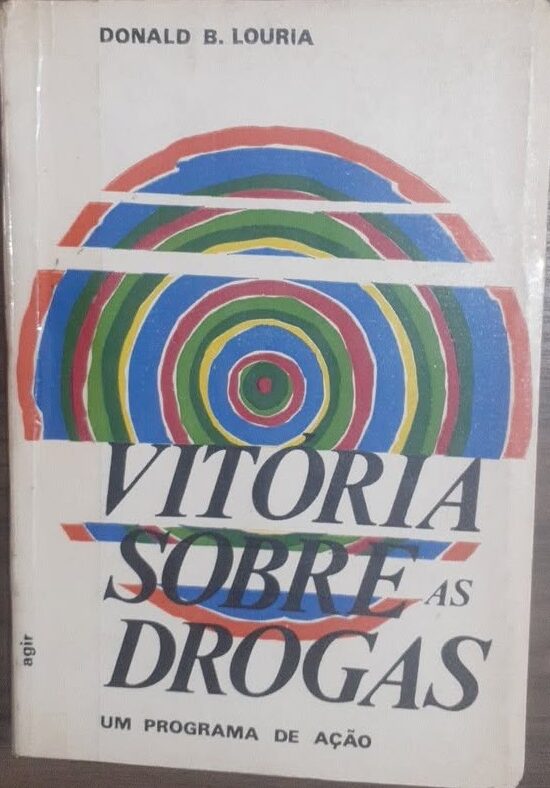 DONALD B. LOURIA
VITÓRIA
SOBRE AS
DROGAS
agir
UM PROGRAMA DE AÇÃO